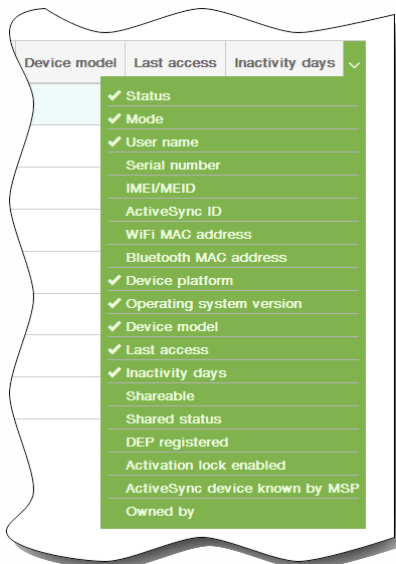 Device model Last access Inactivity days
Status
Mode
User name
Serial number
IMEI/MEID
ActiveSync ID
WiFi MAC address
Bluetooth MAC address
Device platform
Operating system version
Device model
Last access
Inactivity days
Shareable
Shared status
DEP registered
Activation lock enabled
ActiveSync device known by MSP
Owned by